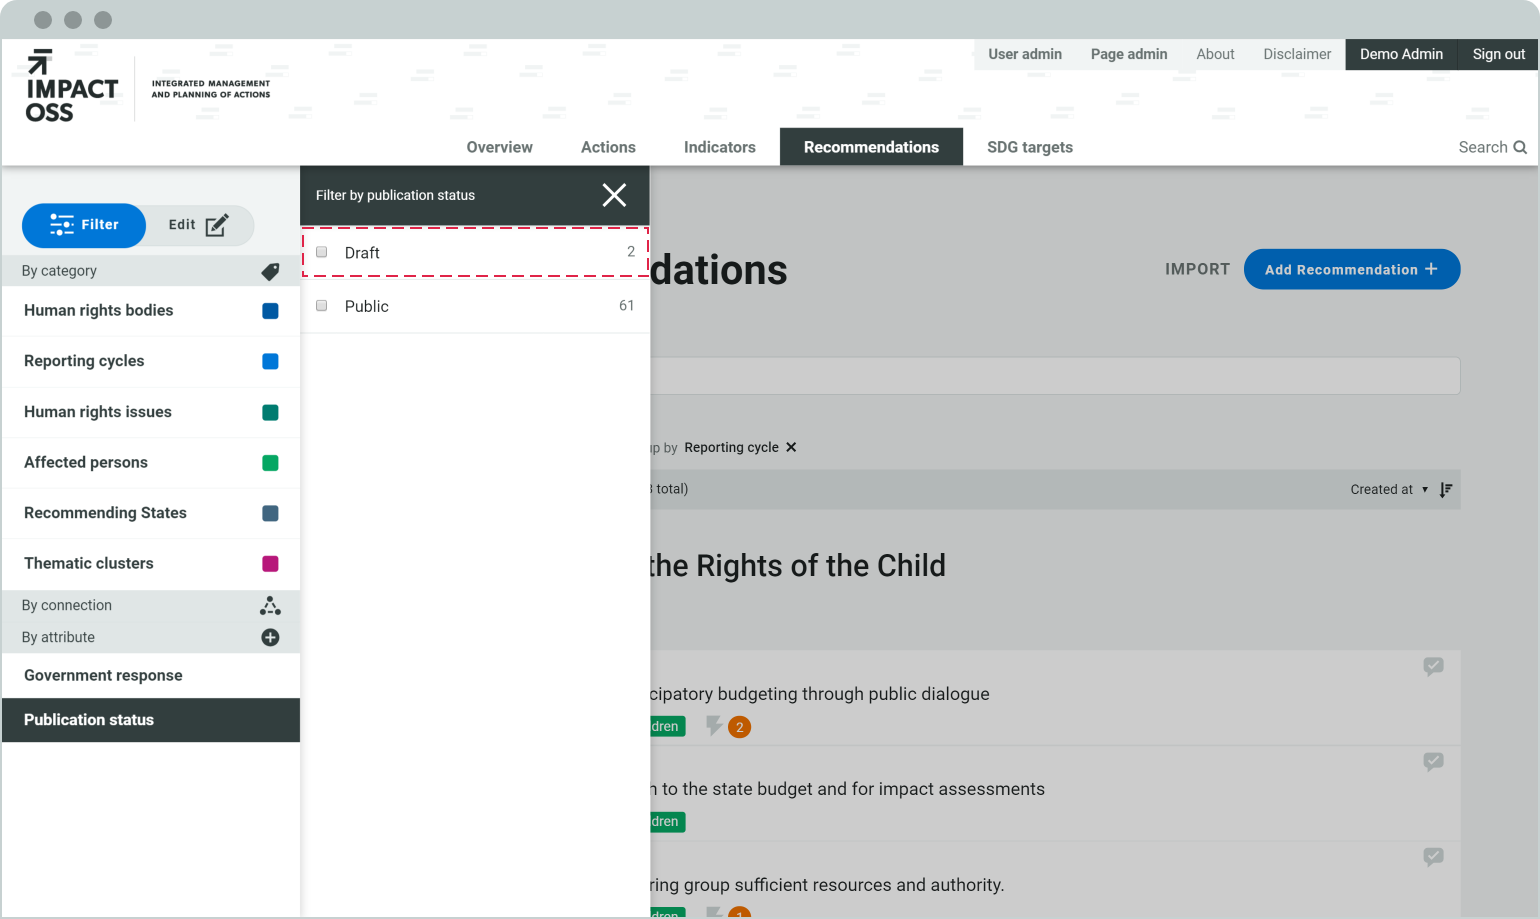 IMPACT
OSS
INTEGRATED MANAGEMENT
AND PLANNING OF ACTIONS
User admin
Page admin
About
Disclaimer
Demo Admin
Sign out
Overview
Actions
Indicators
Recommendations
SDG targets
Search
Filter
Edit
By category
Human rights bodies
Reporting cycles
Human rights issues
Affected persons
Recommending States
Thematic clusters
By connection
By attribute
Government response
Publication status
Filter by publication status
Draft 2
Public 61
dations
IMPORT
Add Recommendation +
by Reporting cycle
total)
Created at
the Rights of the Child
cipatory budgeting through public dialogue
dren
2
to the state budget and for impact assessments
dren
ring group sufficient resources and authority.
dren
1